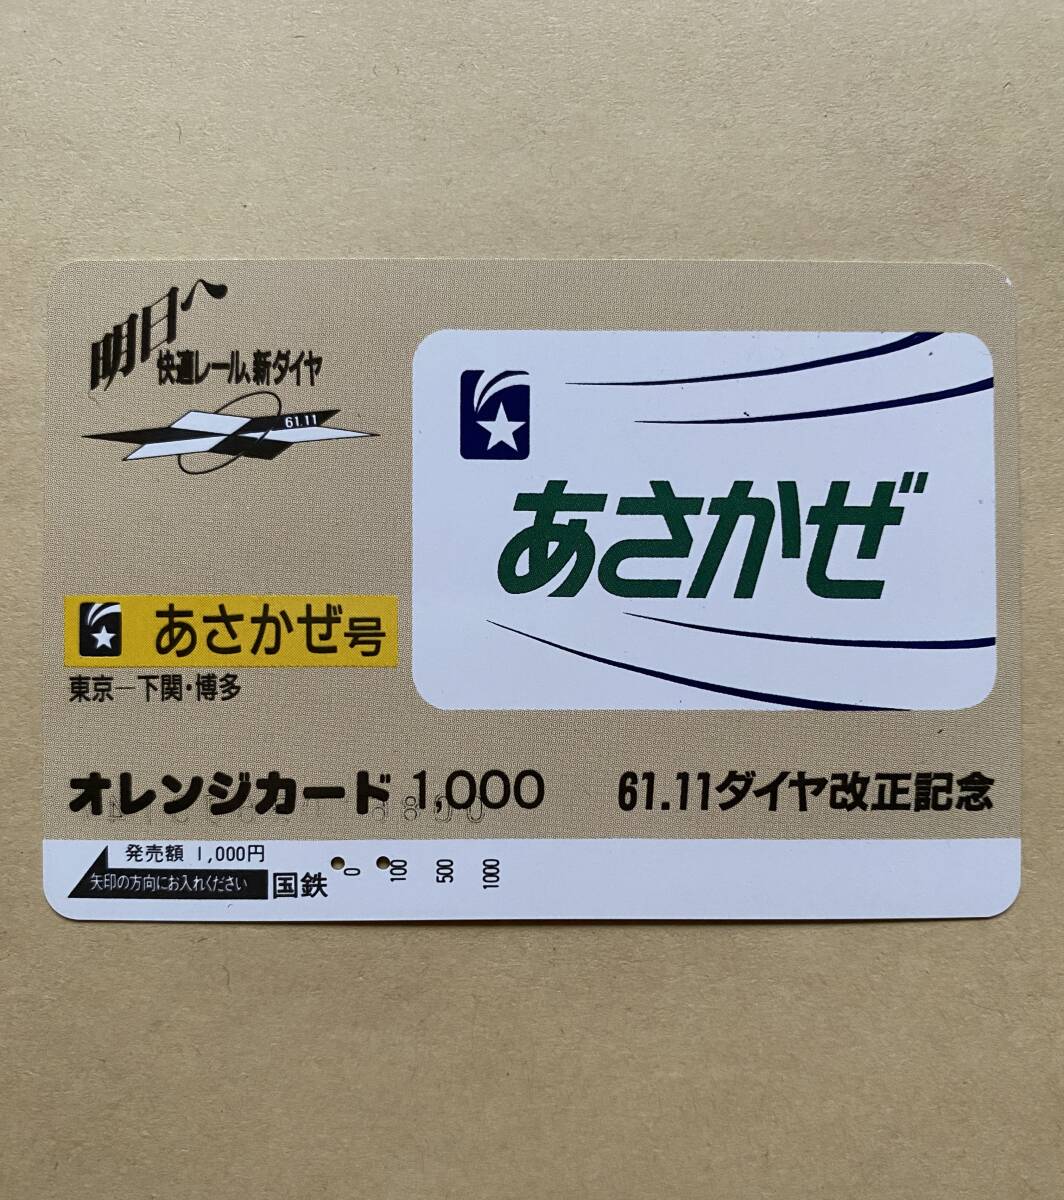 明日へ
快適レール、新ダイヤ
61.11
あさかぜ
あさかぜ号
東京―下関・博多
オレンジカード 1,000
61.11ダイヤ改正記念
発売額 1,000円
矢印の方向にお入れください
国鉄
0 100 500 1000